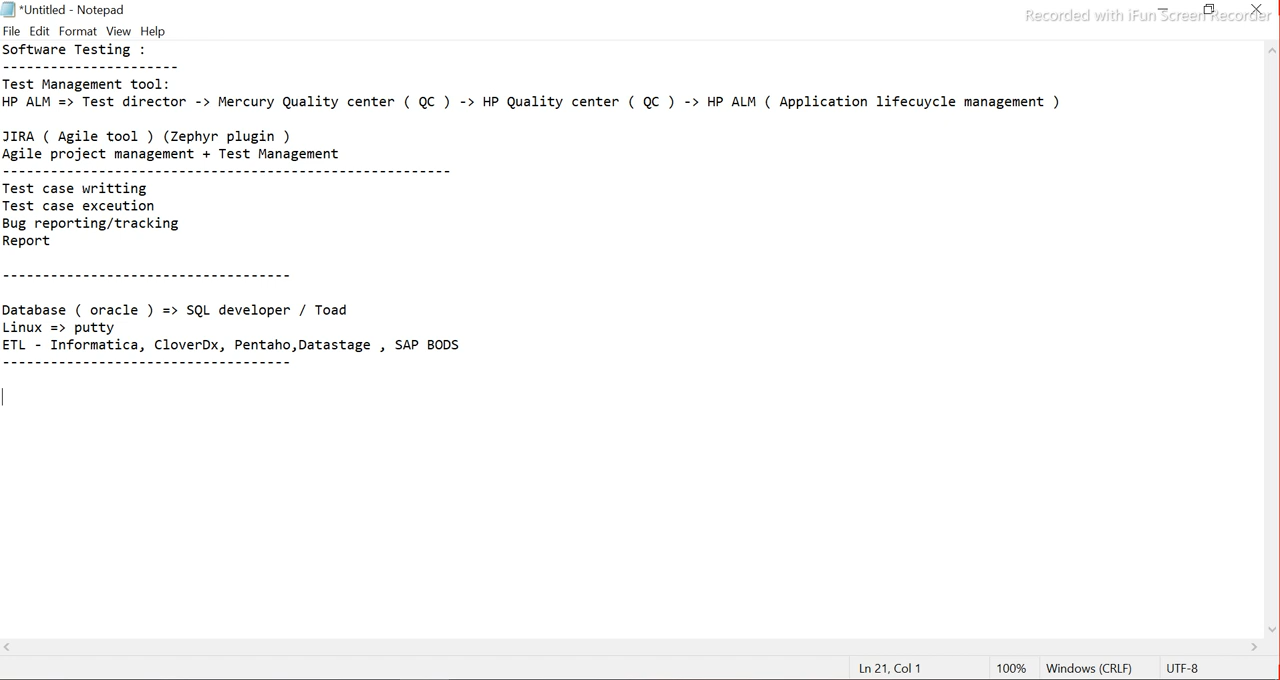 *Untitled - Notepad
Recorded with iFun Screen Recorder
File Edit Format View Help
Software Testing :
----------------------
Test Management tool:
HP ALM => Test director -> Mercury Quality center ( QC ) -> HP Quality center ( QC ) -> HP ALM ( Application lifecuycle management )
JIRA ( Agile tool ) (Zephyr plugin )
Agile project management + Test Management
--------------------------------------------------------
Test case writting
Test case exceution
Bug reporting/tracking
Report
------------------------------------
Database ( oracle ) => SQL developer / Toad
Linux => putty
ETL - Informatica, CloverDx, Pentaho,Datastage , SAP BODS
------------------------------------
Ln 21, Col 1 100% Windows (CRLF) UTF-8